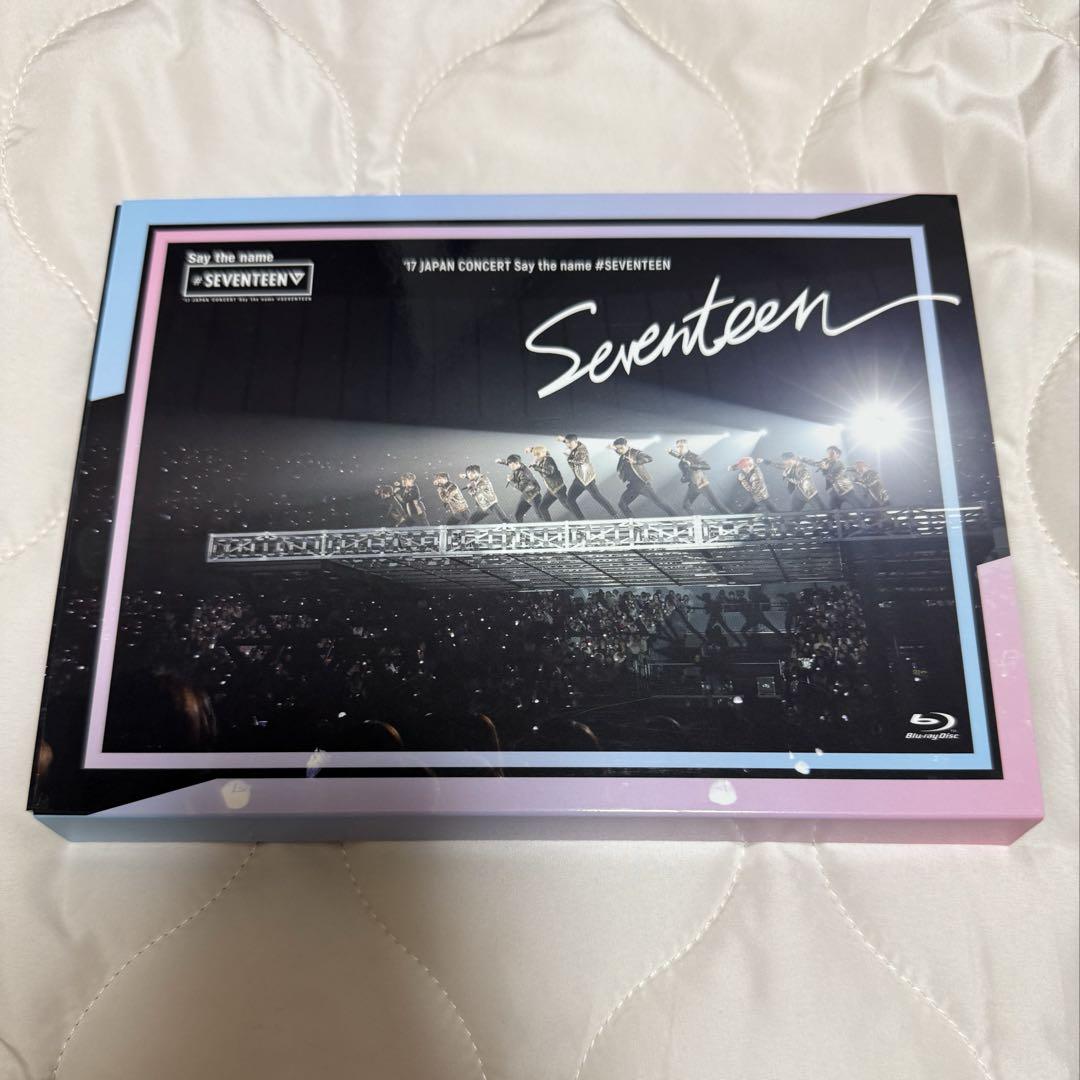 Say the name
#SEVENTEEN
'17 JAPAN CONCERT Say the name #SEVENTEEN
'17 JAPAN CONCERT Say the name #SEVENTEEN
Seventeen
Blu-ray Disc